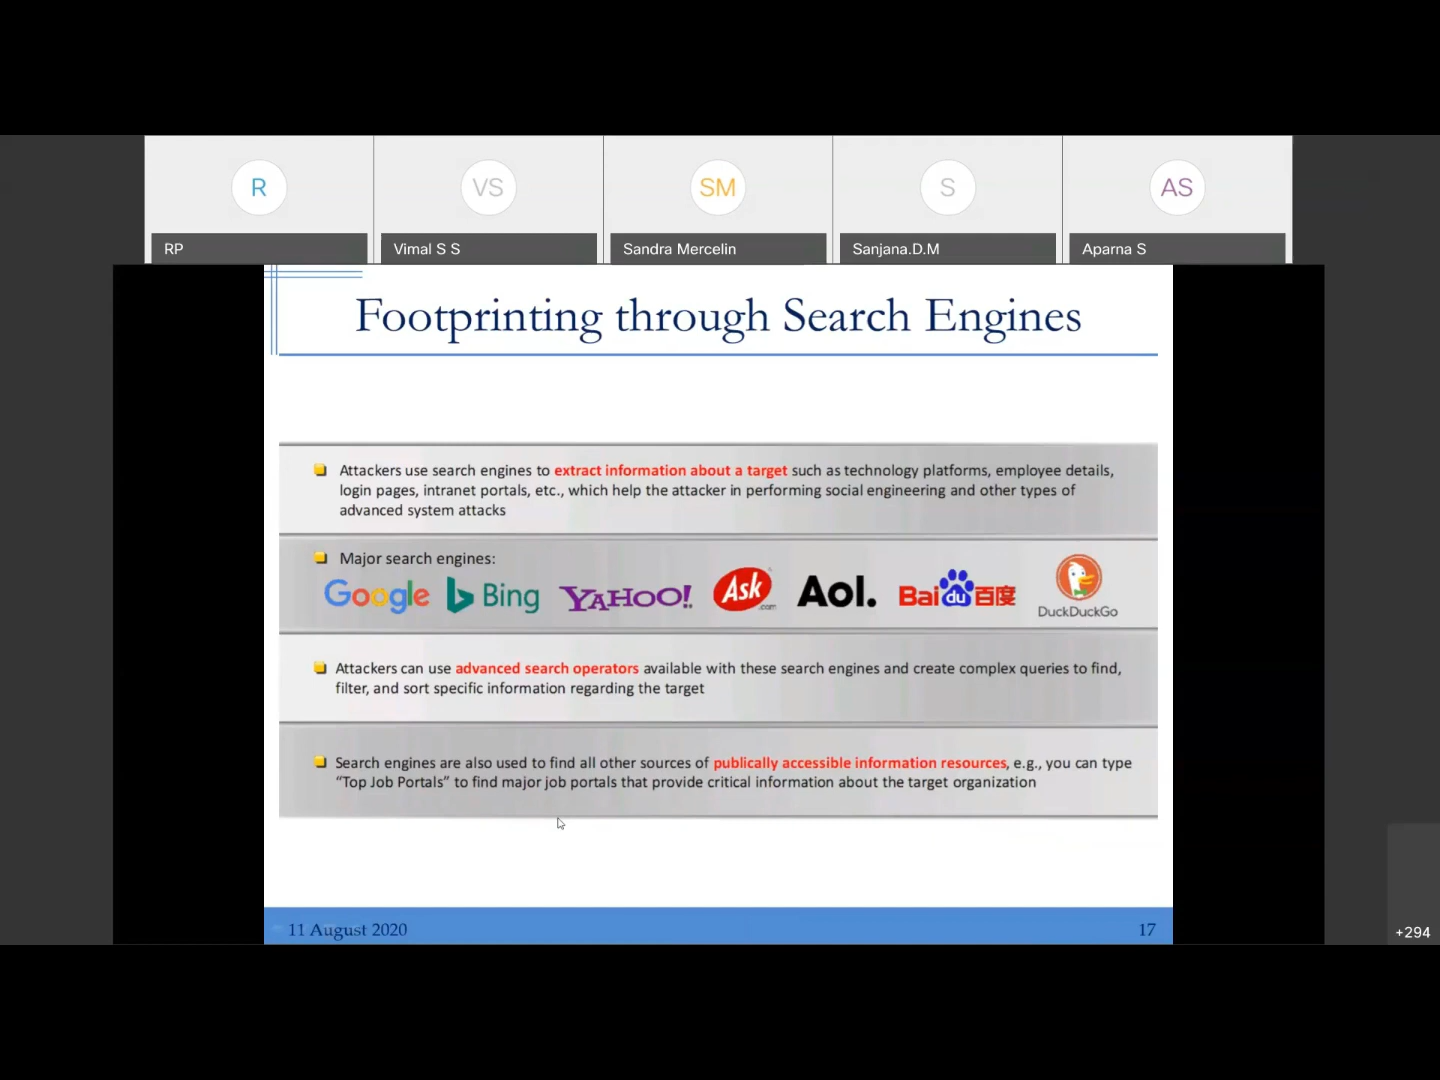 R
VS
SM
S
AS
RP
Vimal S S
Sandra Mercelin
Sanjana.D.M
Aparna S
Footprinting through Search Engines
Attackers use search engines to extract information about a target such as technology platforms, employee details,
login pages, intranet portals, etc., which help the attacker in performing social engineering and other types of
advanced system attacks
Major search engines:
Google Bing YAHOO! Ask .com Aol. Bai du 百度 DuckDuckGo
Attackers can use advanced search operators available with these search engines and create complex queries to find,
filter, and sort specific information regarding the target
Search engines are also used to find all other sources of publically accessible information resources, e.g., you can type
“Top Job Portals” to find major job portals that provide critical information about the target organization
11 August 2020
17
+294